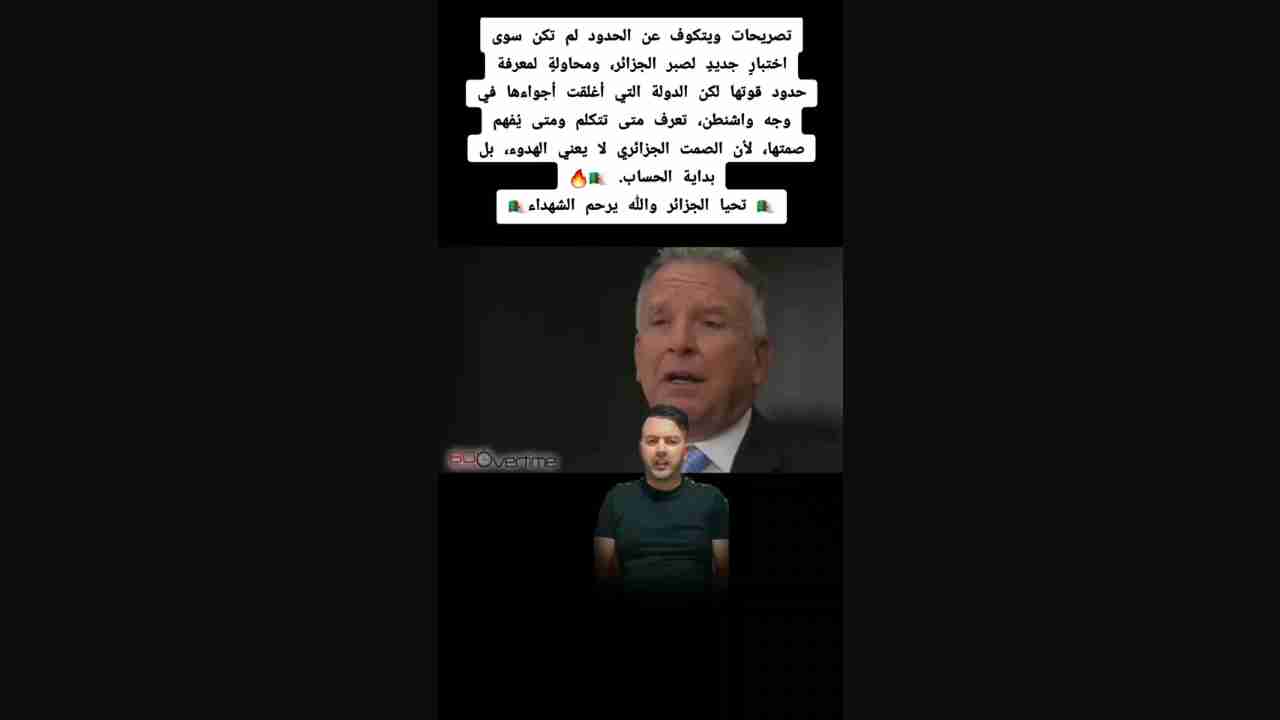 تصريحات ويتكوف عن الحدود لم تكن سوى
اختبارٍ جديدٍ لصبر الجزائر، ومحاولةٍ لمعرفة
حدود قوتها لكن الدولة التي أغلقت أجواءها في
وجه واشنطن، تعرف متى تتكلم ومتى يُفهم
صمتها، لأن الصمت الجزائري لا يعني الهدوء، بل
بداية الحساب. 🇩🇿🔥
🇩🇿 تحيا الجزائر والله يرحم الشهداء 🇩🇿
60Overtime